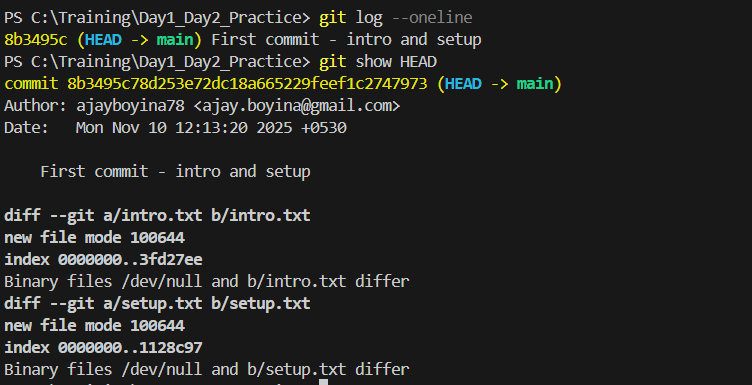 PS C:\Training\Day1_Day2_Practice> git log --oneline
8b3495c (HEAD -> main) First commit - intro and setup
PS C:\Training\Day1_Day2_Practice> git show HEAD
commit 8b3495c78d253e72dc18a665229feef1c2747973 (HEAD -> main)
Author: ajayboyina78 <ajay.boyina@gmail.com>
Date:   Mon Nov 10 12:13:20 2025 +0530
    First commit - intro and setup
diff --git a/intro.txt b/intro.txt
new file mode 100644
index 0000000..3fd27ee
Binary files /dev/null and b/intro.txt differ
diff --git a/setup.txt b/setup.txt
new file mode 100644
index 0000000..1128c97
Binary files /dev/null and b/setup.txt differ